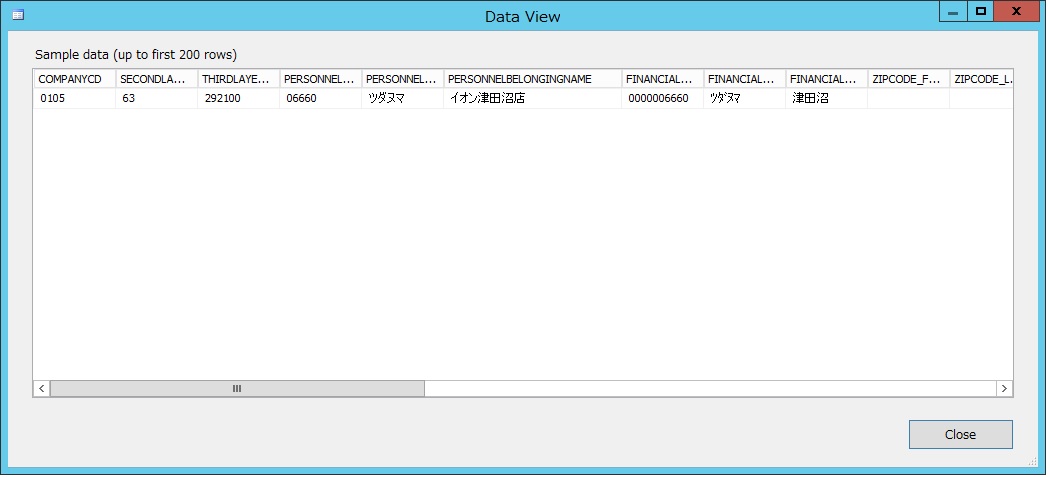 Data View
Sample data (up to first 200 rows)
COMPANYCD SECONDLA... THIRDLAYE... PERSONNEL... PERSONNEL... PERSONNELBELONGINGNAME FINANCIAL... FINANCIAL... FINANCIAL... ZIPCODE_F... ZIPCODE_L...
0105 63 292100 06660 ツダヌマ イオン津田沼店 0000006660 ﾂﾀﾞﾇﾏ 津田沼
Close